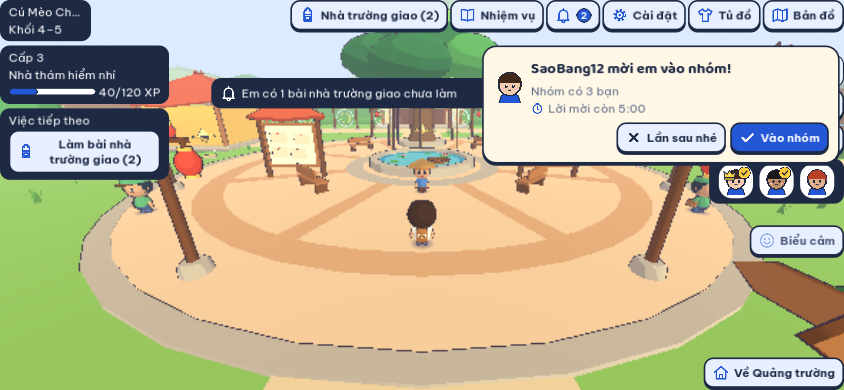 Cú Mèo Ch...
Khối 4–5
Nhà trường giao (2)
Nhiệm vụ
2
Cài đặt
Tủ đồ
Bản đồ
Cấp 3
Nhà thám hiểm nhí
40/120 XP
Việc tiếp theo
Làm bài nhà
trường giao (2)
Em có 1 bài nhà trường giao chưa làm
SaoBang12 mời em vào nhóm!
Nhóm có 3 bạn
Lời mời còn 5:00
Lần sau nhé
Vào nhóm
Biểu cảm
Về Quảng trường